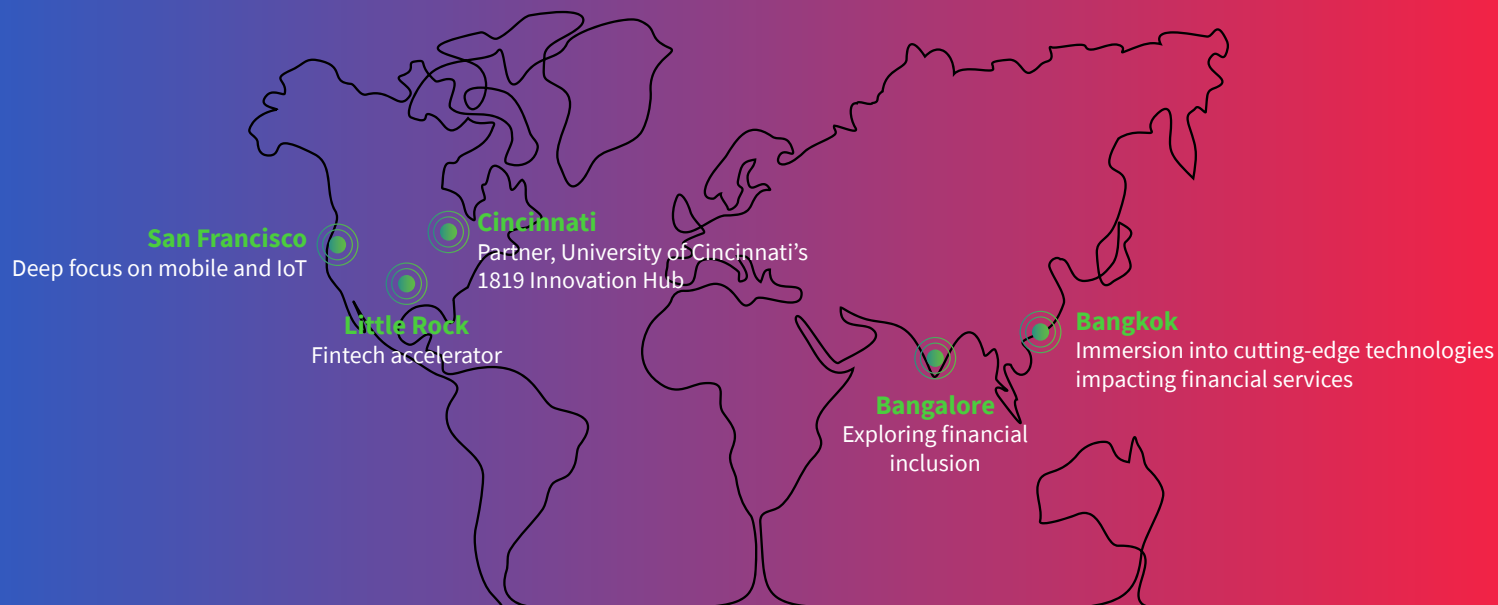 San Francisco
Deep focus on mobile and IoT
Cincinnati
Partner, University of Cincinnati’s
1819 Innovation Hub
Little Rock
Fintech accelerator
Bangalore
Exploring financial
inclusion
Bangkok
Immersion into cutting-edge technologies
impacting financial services